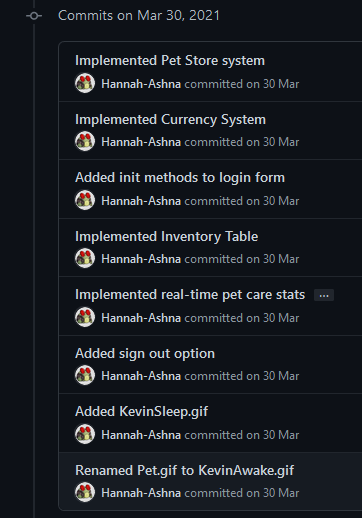 Commits on Mar 30, 2021
Implemented Pet Store system
Hannah-Ashna committed on 30 Mar
Implemented Currency System
Hannah-Ashna committed on 30 Mar
Added init methods to login form
Hannah-Ashna committed on 30 Mar
Implemented Inventory Table
Hannah-Ashna committed on 30 Mar
Implemented real-time pet care stats ...
Hannah-Ashna committed on 30 Mar
Added sign out option
Hannah-Ashna committed on 30 Mar
Added KevinSleep.gif
Hannah-Ashna committed on 30 Mar
Renamed Pet.gif to KevinAwake.gif
Hannah-Ashna committed on 30 Mar